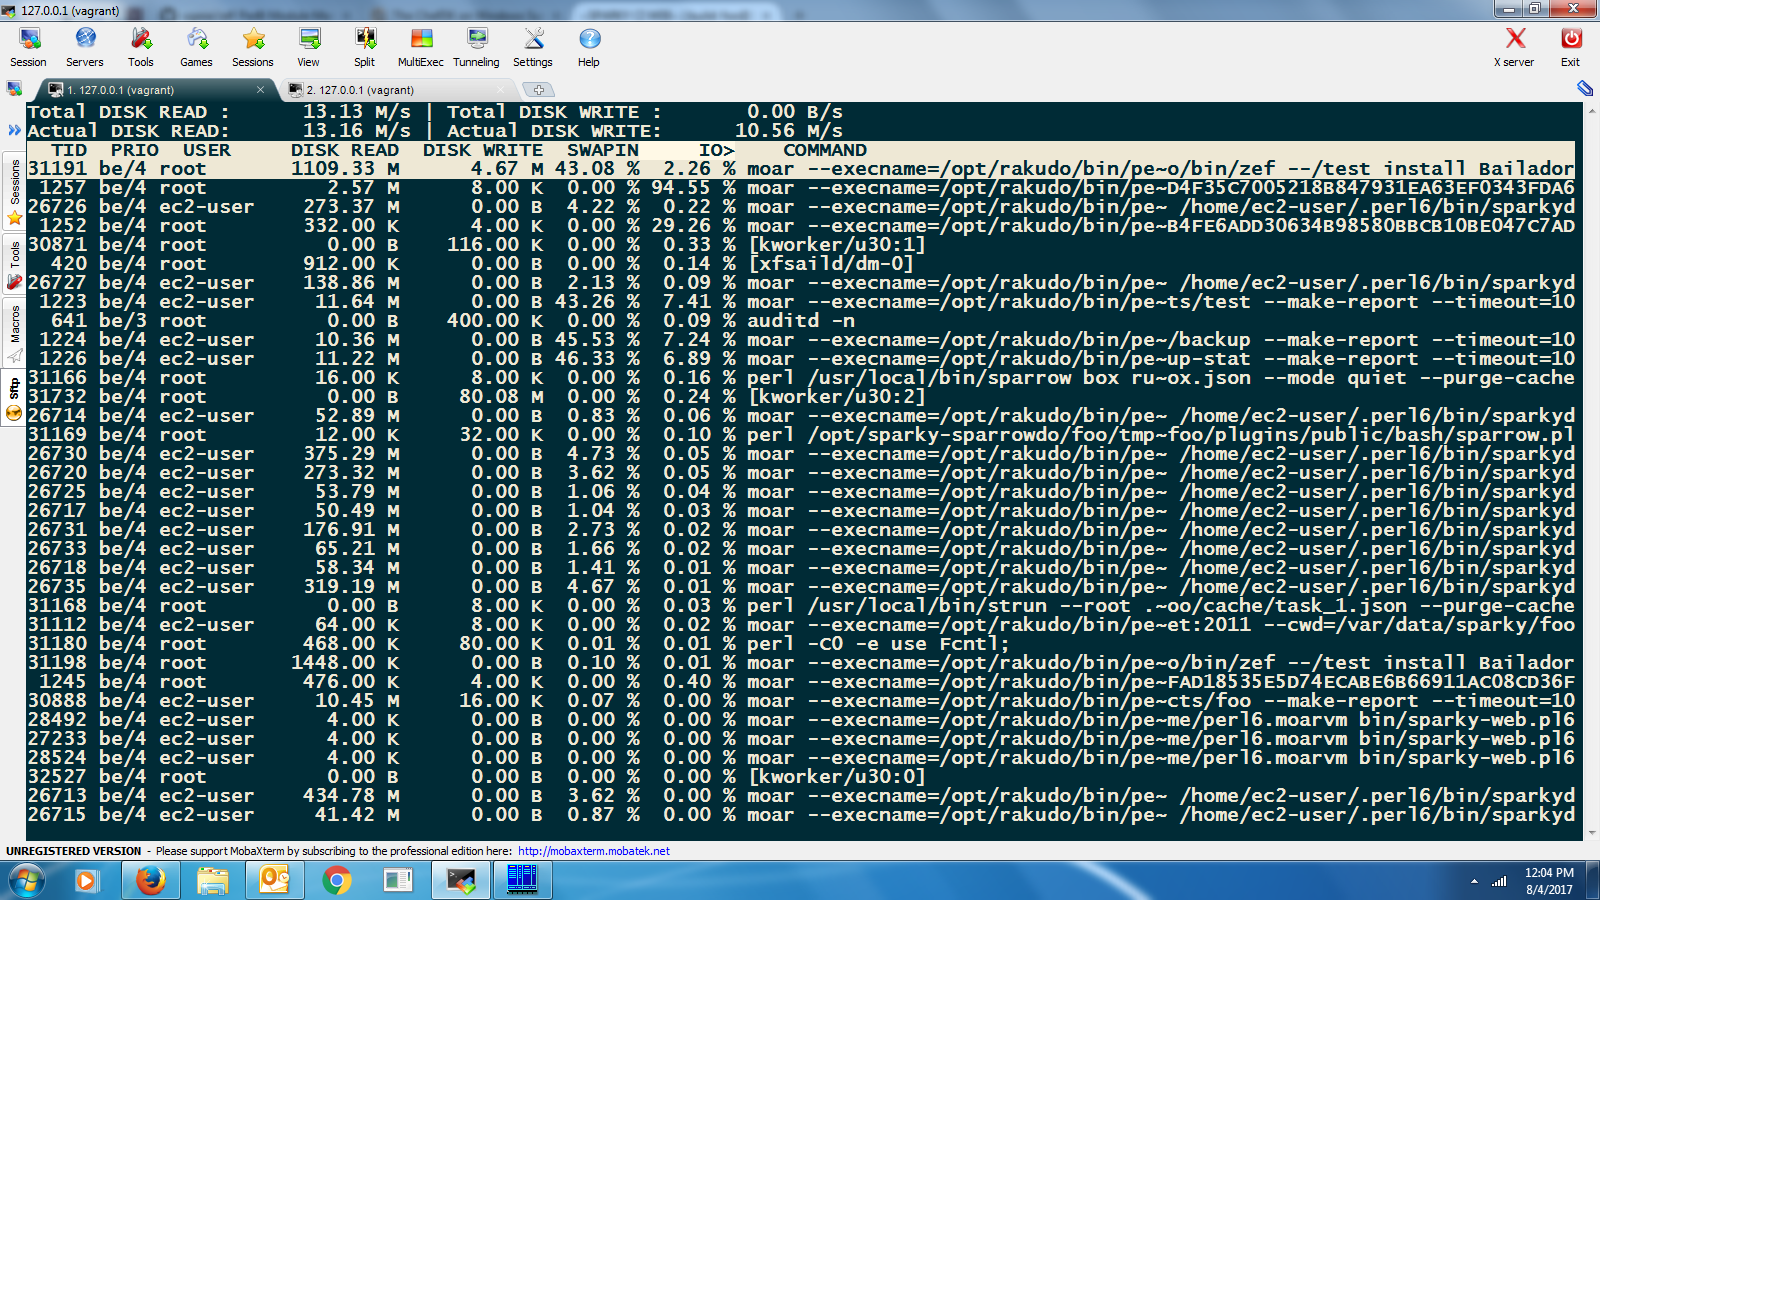 127.0.0.1 (vagrant)
Session Servers Tools Games Sessions View Split MultiExec Tunneling Settings Help X server Exit
1. 127.0.0.1 (vagrant) 2. 127.0.0.1 (vagrant)
Sessions
Tools
Macros
Sftp
Total DISK READ : 13.13 M/s | Total DISK WRITE : 0.00 B/s
Actual DISK READ: 13.16 M/s | Actual DISK WRITE: 10.56 M/s
TID PRIO USER DISK READ DISK WRITE SWAPIN IO> COMMAND
31191 be/4 root 1109.33 M 4.67 M 43.08 % 2.26 % moar --execname=/opt/rakudo/bin/pe~o/bin/zef --/test install Bailador
1257 be/4 root 2.57 M 8.00 K 0.00 % 94.55 % moar --execname=/opt/rakudo/bin/pe~D4F35C7005218B847931EA63EF0343FDA6
26726 be/4 ec2-user 273.37 M 0.00 B 4.22 % 0.22 % moar --execname=/opt/rakudo/bin/pe~ /home/ec2-user/.perl6/bin/sparkyd
1252 be/4 root 332.00 K 4.00 K 0.00 % 29.26 % moar --execname=/opt/rakudo/bin/pe~B4FE6ADD30634B98580BBCB10BE047C7AD
30871 be/4 root 0.00 B 116.00 K 0.00 % 0.33 % [kworker/u30:1]
420 be/4 root 912.00 K 0.00 B 0.00 % 0.14 % [xfsaild/dm-0]
26727 be/4 ec2-user 138.86 M 0.00 B 2.13 % 0.09 % moar --execname=/opt/rakudo/bin/pe~ /home/ec2-user/.perl6/bin/sparkyd
1223 be/4 ec2-user 11.64 M 0.00 B 43.26 % 7.41 % moar --execname=/opt/rakudo/bin/pe~ts/test --make-report --timeout=10
641 be/3 root 0.00 B 400.00 K 0.00 % 0.09 % auditd -n
1224 be/4 ec2-user 10.36 M 0.00 B 45.53 % 7.24 % moar --execname=/opt/rakudo/bin/pe~/backup --make-report --timeout=10
1226 be/4 ec2-user 11.22 M 0.00 B 46.33 % 6.89 % moar --execname=/opt/rakudo/bin/pe~up-stat --make-report --timeout=10
31166 be/4 root 16.00 K 8.00 K 0.00 % 0.16 % perl /usr/local/bin/sparrow box ru~ox.json --mode quiet --purge-cache
31732 be/4 root 0.00 B 80.08 M 0.00 % 0.24 % [kworker/u30:2]
26714 be/4 ec2-user 52.89 M 0.00 B 0.83 % 0.06 % moar --execname=/opt/rakudo/bin/pe~ /home/ec2-user/.perl6/bin/sparkyd
31169 be/4 root 12.00 K 32.00 K 0.00 % 0.10 % perl /opt/sparky-sparrowdo/foo/tmp~foo/plugins/public/bash/sparrow.pl
26730 be/4 ec2-user 375.29 M 0.00 B 4.73 % 0.05 % moar --execname=/opt/rakudo/bin/pe~ /home/ec2-user/.perl6/bin/sparkyd
26720 be/4 ec2-user 273.32 M 0.00 B 3.62 % 0.05 % moar --execname=/opt/rakudo/bin/pe~ /home/ec2-user/.perl6/bin/sparkyd
26725 be/4 ec2-user 53.79 M 0.00 B 1.06 % 0.04 % moar --execname=/opt/rakudo/bin/pe~ /home/ec2-user/.perl6/bin/sparkyd
26717 be/4 ec2-user 50.49 M 0.00 B 1.04 % 0.03 % moar --execname=/opt/rakudo/bin/pe~ /home/ec2-user/.perl6/bin/sparkyd
26731 be/4 ec2-user 176.91 M 0.00 B 2.73 % 0.02 % moar --execname=/opt/rakudo/bin/pe~ /home/ec2-user/.perl6/bin/sparkyd
26733 be/4 ec2-user 65.21 M 0.00 B 1.66 % 0.02 % moar --execname=/opt/rakudo/bin/pe~ /home/ec2-user/.perl6/bin/sparkyd
26718 be/4 ec2-user 58.34 M 0.00 B 1.41 % 0.01 % moar --execname=/opt/rakudo/bin/pe~ /home/ec2-user/.perl6/bin/sparkyd
26735 be/4 ec2-user 319.19 M 0.00 B 4.67 % 0.01 % moar --execname=/opt/rakudo/bin/pe~ /home/ec2-user/.perl6/bin/sparkyd
31168 be/4 root 0.00 B 8.00 K 0.00 % 0.03 % perl /usr/local/bin/strun --root .~oo/cache/task_1.json --purge-cache
31112 be/4 ec2-user 64.00 K 8.00 K 0.00 % 0.02 % moar --execname=/opt/rakudo/bin/pe~et:2011 --cwd=/var/data/sparky/foo
31180 be/4 root 468.00 K 80.00 K 0.01 % 0.01 % perl -C0 -e use Fcntl;
31198 be/4 root 1448.00 K 0.00 B 0.10 % 0.01 % moar --execname=/opt/rakudo/bin/pe~o/bin/zef --/test install Bailador
1245 be/4 root 476.00 K 4.00 K 0.00 % 0.40 % moar --execname=/opt/rakudo/bin/pe~FAD18535E5D74ECABE6B66911AC08CD36F
30888 be/4 ec2-user 10.45 M 16.00 K 0.07 % 0.00 % moar --execname=/opt/rakudo/bin/pe~cts/foo --make-report --timeout=10
28492 be/4 ec2-user 4.00 K 0.00 B 0.00 % 0.00 % moar --execname=/opt/rakudo/bin/pe~me/perl6.moarvm bin/sparky-web.pl6
27233 be/4 ec2-user 4.00 K 0.00 B 0.00 % 0.00 % moar --execname=/opt/rakudo/bin/pe~me/perl6.moarvm bin/sparky-web.pl6
28524 be/4 ec2-user 4.00 K 0.00 B 0.00 % 0.00 % moar --execname=/opt/rakudo/bin/pe~me/perl6.moarvm bin/sparky-web.pl6
32527 be/4 root 0.00 B 0.00 B 0.00 % 0.00 % [kworker/u30:0]
26713 be/4 ec2-user 434.78 M 0.00 B 3.62 % 0.00 % moar --execname=/opt/rakudo/bin/pe~ /home/ec2-user/.perl6/bin/sparkyd
26715 be/4 ec2-user 41.42 M 0.00 B 0.87 % 0.00 % moar --execname=/opt/rakudo/bin/pe~ /home/ec2-user/.perl6/bin/sparkyd
UNREGISTERED VERSION - Please support MobaXterm by subscribing to the professional edition here: http://mobaxterm.mobatek.net
12:04 PM
8/4/2017